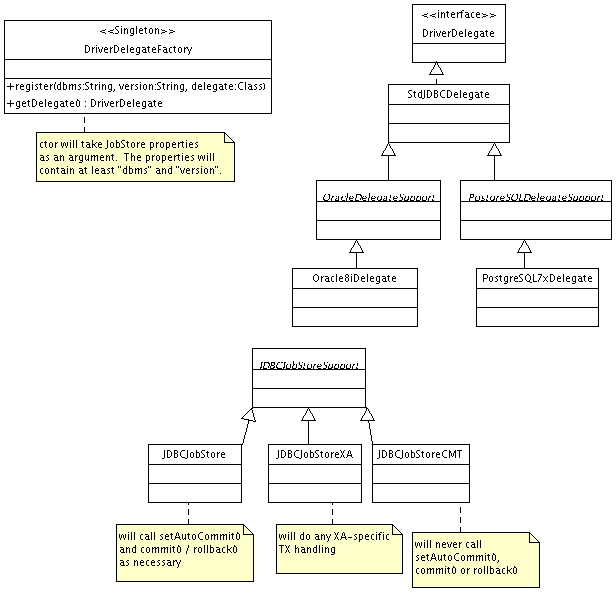 <<Singleton>>
DriverDelegateFactory
+register(dbms:String, version:String, delegate:Class)
+getDelegate() : DriverDelegate
ctor will take JobStore properties
as an argument. The properties will
contain at least "dbms" and "version".
<<interface>>
DriverDelegate
StdJDBCDelegate
OracleDelegateSupport
PostgreSQLDelegateSupport
Oracle8iDelegate
PostgreSQL7xDelegate
JDBCJobStoreSupport
JDBCJobStore
JDBCJobStoreXA
JDBCJobStoreCMT
will call setAutoCommit()
and commit() / rollback()
as necessary
will do any XA-specific
TX handling
will never call
setAutoCommit(),
commit() or rollback()